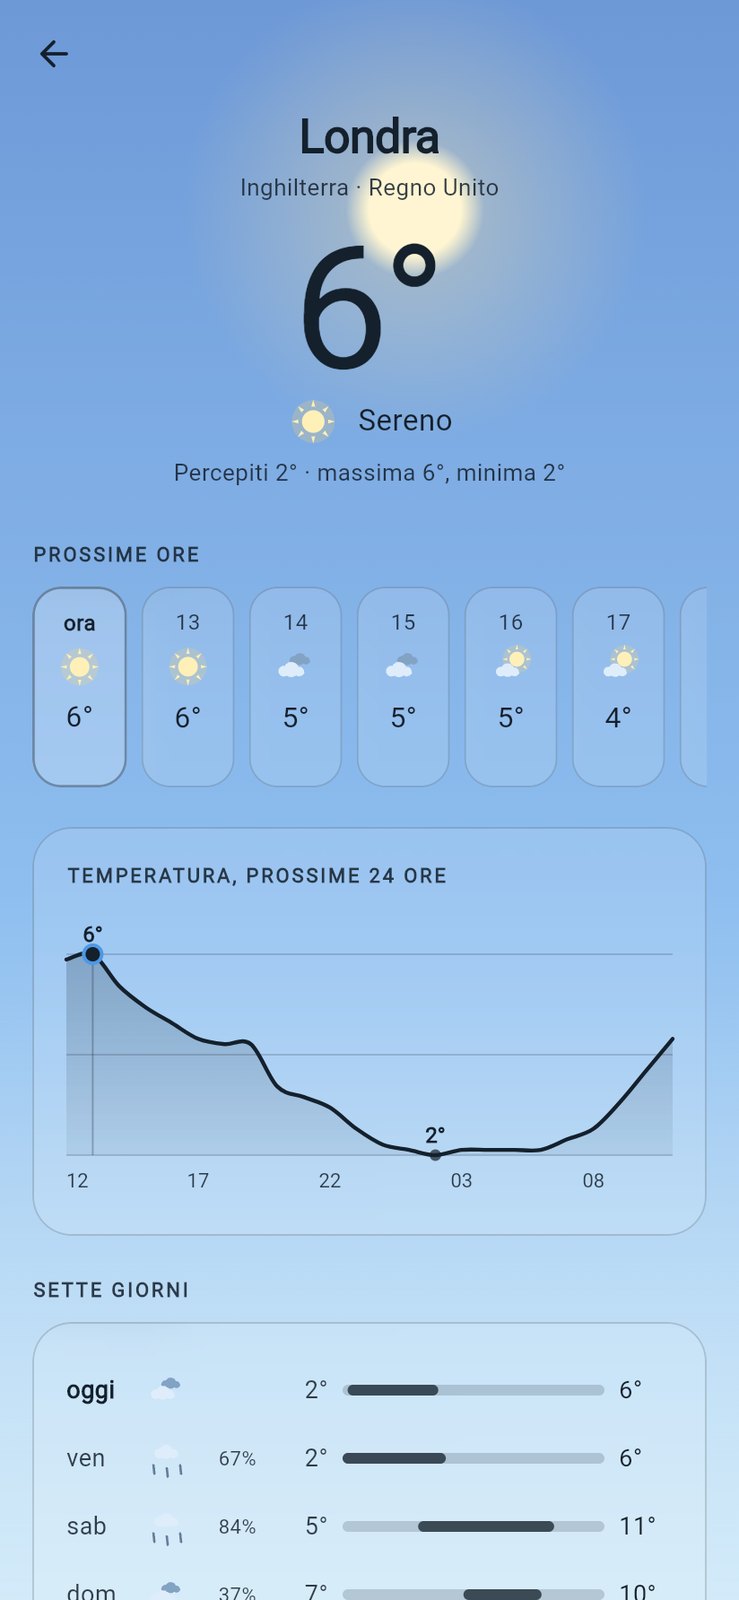 Londra
Inghilterra · Regno Unito
6°
Sereno
Percepiti 2° · massima 6°, minima 2°
PROSSIME ORE
ora 13 14 15 16 17
6° 6° 5° 5° 5° 4°
TEMPERATURA, PROSSIME 24 ORE
6°
2°
12 17 22 03 08
SETTE GIORNI
oggi 2° 6°
ven 67% 2° 6°
sab 84% 5° 11°
dom 37% 7° 10°